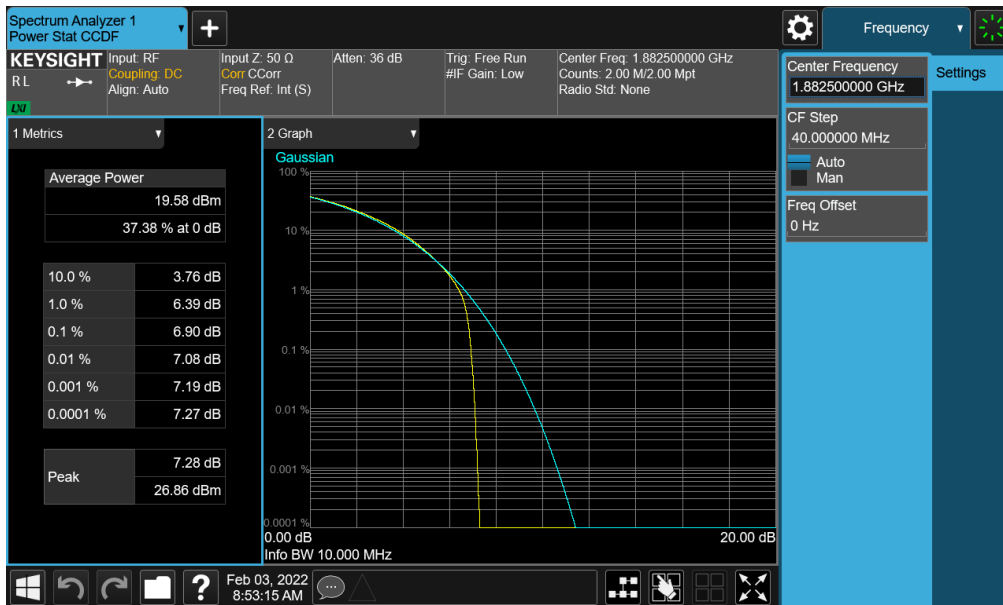 Spectrum Analyzer 1
Power Stat CCDF
Frequency
KEYSIGHT
R L
LXI
Input: RF
Coupling: DC
Align: Auto
Input Z: 50 Ω
Corr CCorr
Freq Ref: Int (S)
Atten: 36 dB
Trig: Free Run
#IF Gain: Low
Center Freq: 1.882500000 GHz
Counts: 2.00 M/2.00 Mpt
Radio Std: None
Center Frequency
1.882500000 GHz
Settings
CF Step
40.000000 MHz
Auto
Man
Freq Offset
0 Hz
1 Metrics
Average Power
19.58 dBm
37.38 % at 0 dB
10.0 % 3.76 dB
1.0 % 6.39 dB
0.1 % 6.90 dB
0.01 % 7.08 dB
0.001 % 7.19 dB
0.0001 % 7.27 dB
Peak
7.28 dB
26.86 dBm
2 Graph
Gaussian
100 %
10 %
1 %
0.1 %
0.01 %
0.001 %
0.0001 %
0.00 dB 20.00 dB
Info BW 10.000 MHz
?
Feb 03, 2022
8:53:15 AM